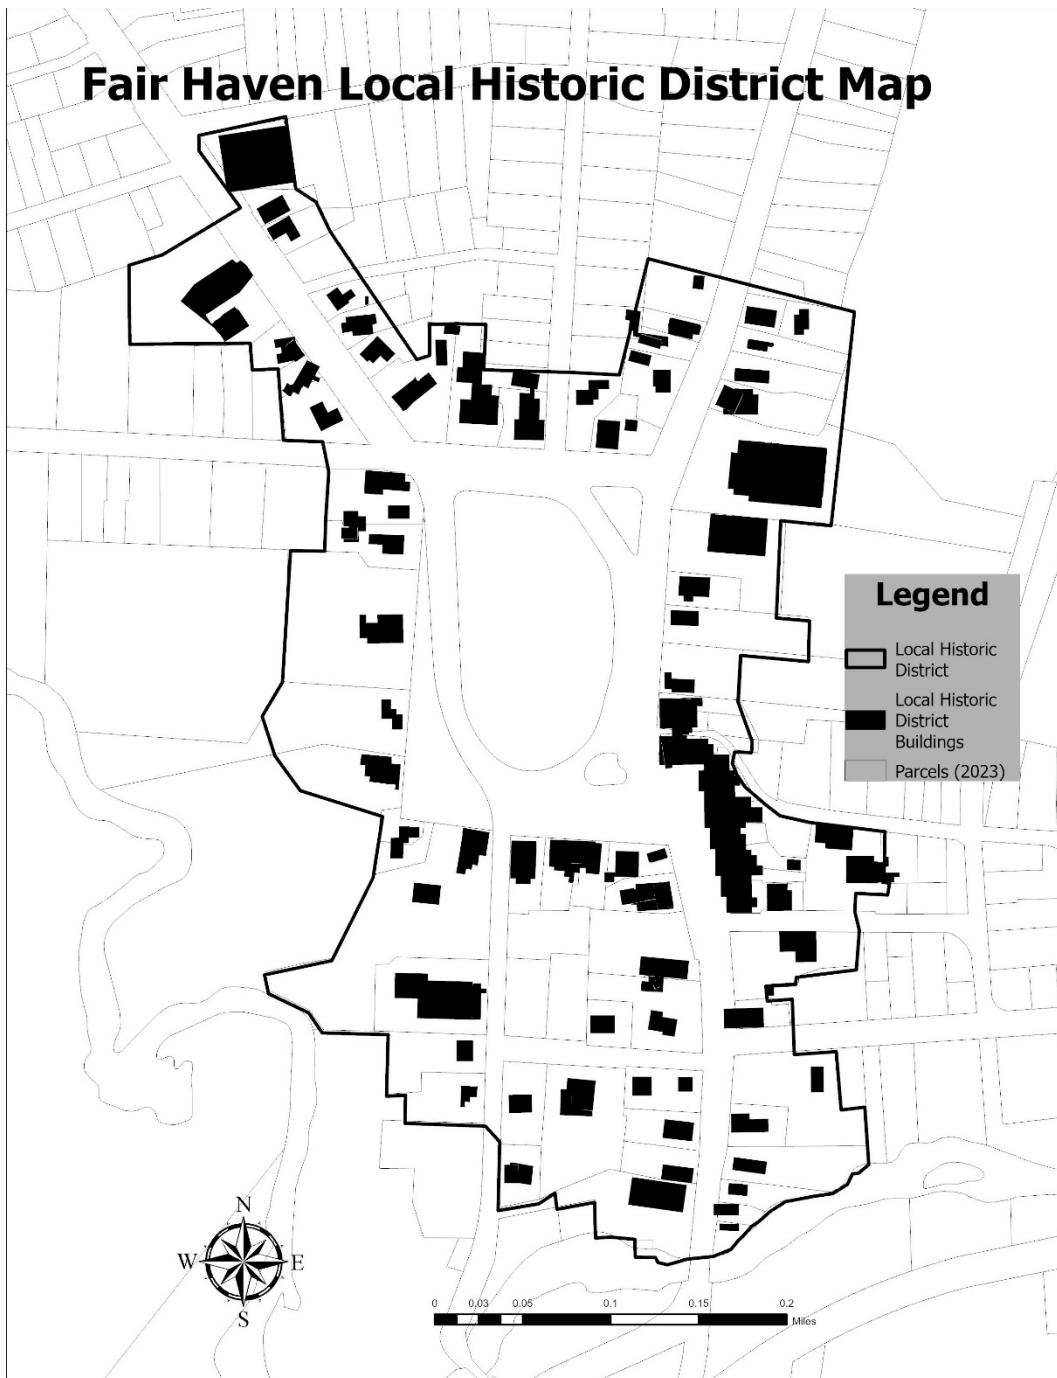 Fair Haven Local Historic District Map
Legend
Local Historic
District
Local Historic
District
Buildings
Parcels (2023)
N
W E
S
0 0.03 0.05 0.1 0.15 0.2
Miles